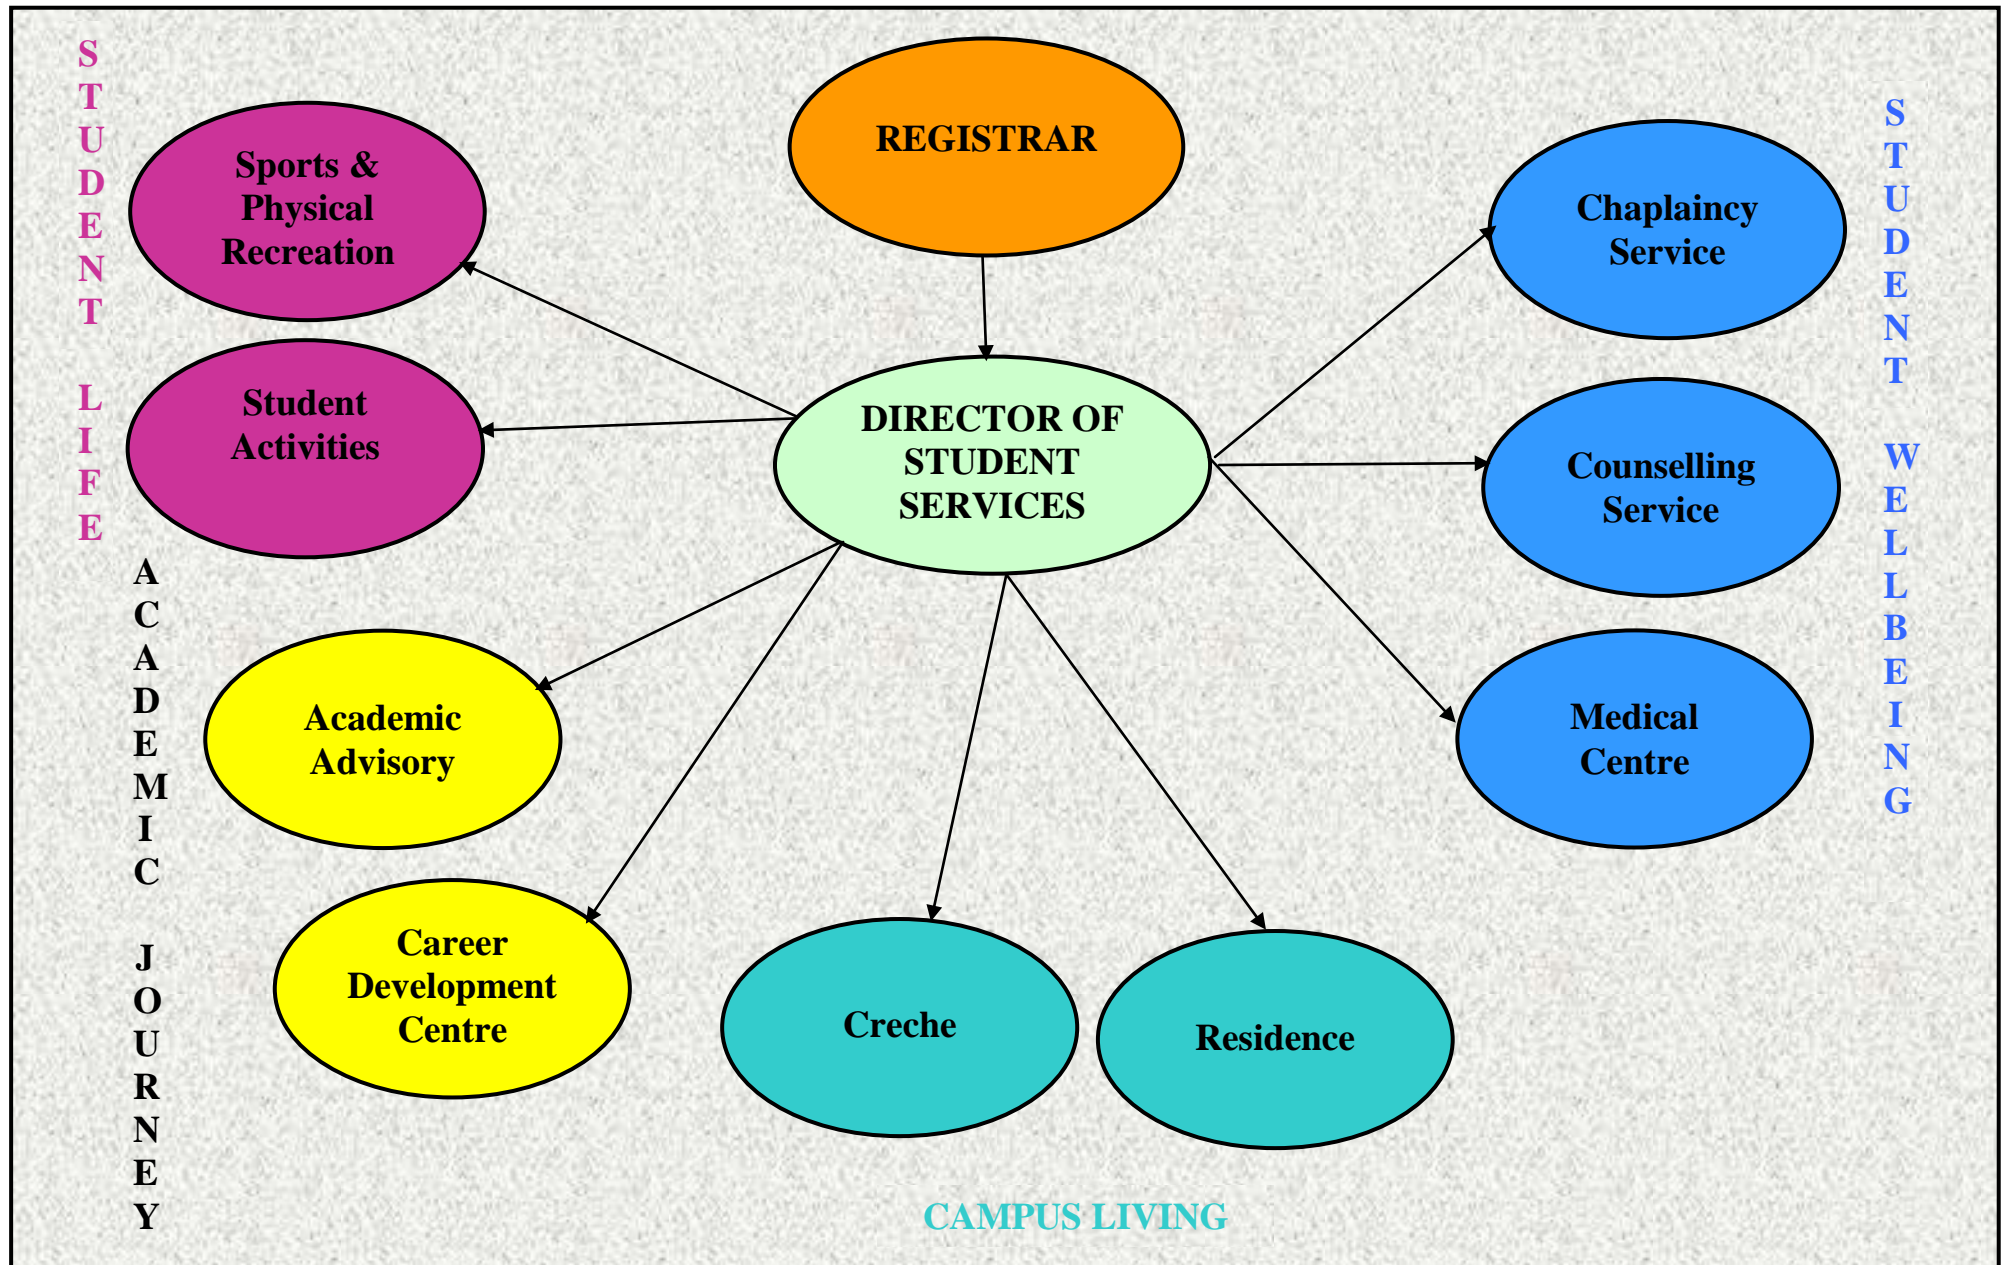 STUDENT LIFE
Sports &
Physical
Recreation
Student
Activities
REGISTRAR
DIRECTOR OF
STUDENT
SERVICES
Chaplaincy
Service
Counselling
Service
Medical
Centre
STUDENT WELLBEING
ACADEMIC JOURNEY
Academic
Advisory
Career
Development
Centre
Creche
Residence
CAMPUS LIVING